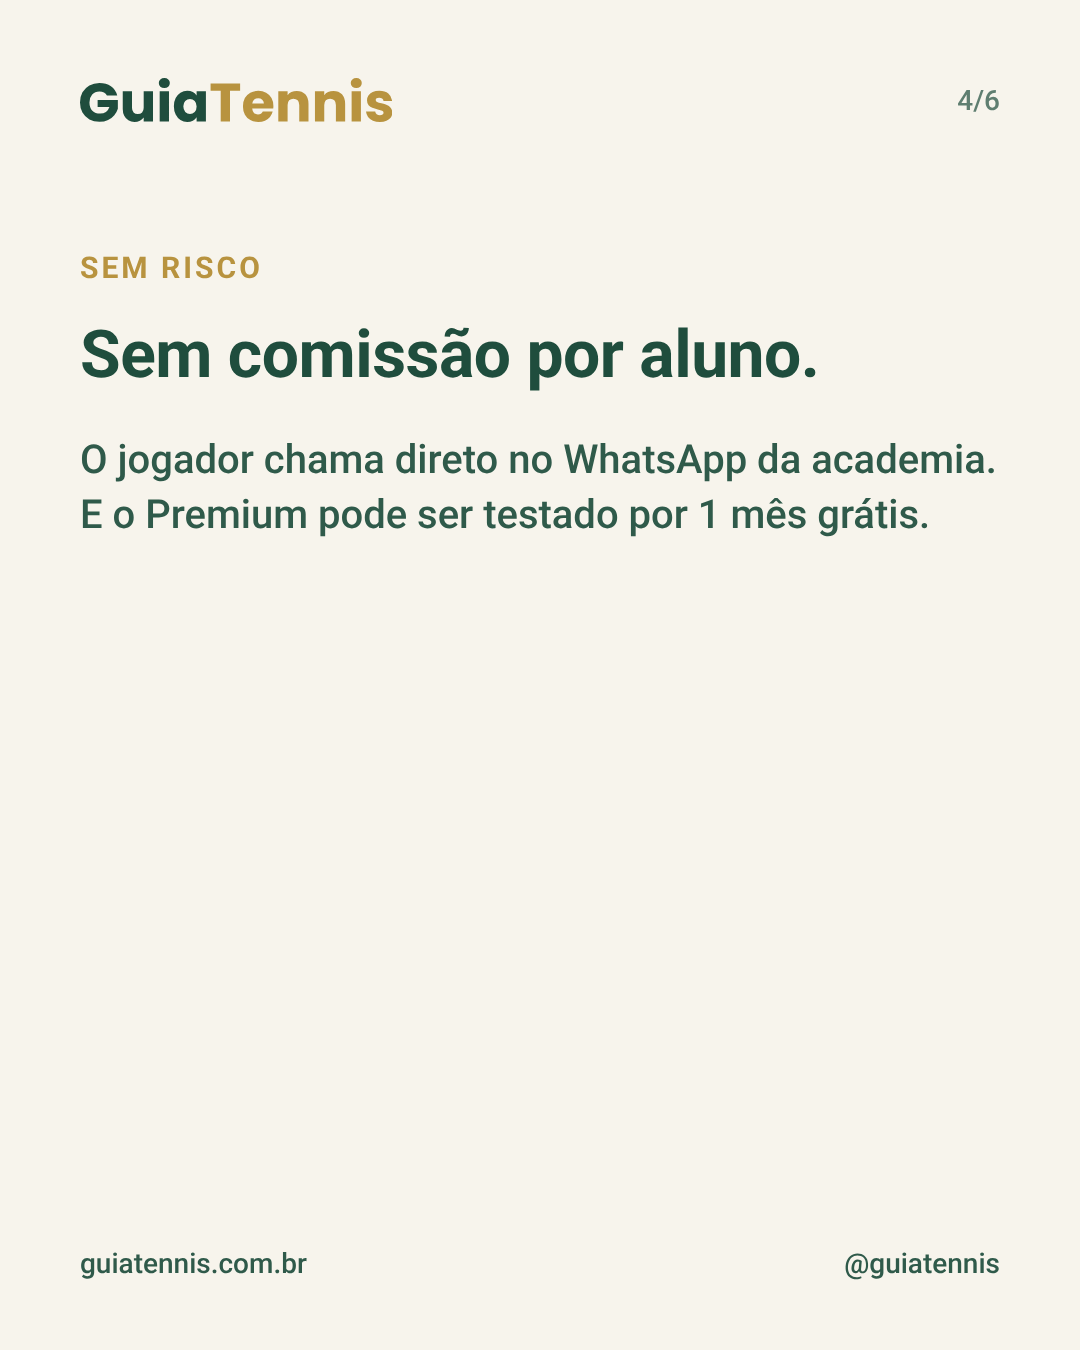 GuiaTennis
4/6
SEM RISCO
Sem comissão por aluno.
O jogador chama direto no WhatsApp da academia.
E o Premium pode ser testado por 1 mês grátis.
guiatennis.com.br
@guiatennis